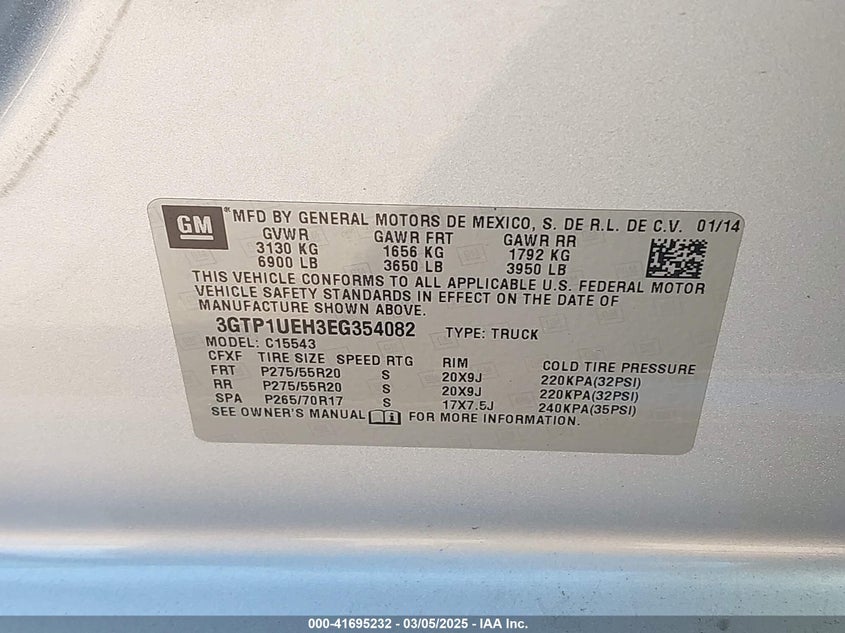 GM *MFD BY GENERAL MOTORS DE MEXICO, S. DE R.L. DE C.V. 01/14
GVWR GAWR FRT GAWR RR
3130 KG 1656 KG 1792 KG
6900 LB 3650 LB 3950 LB
THIS VEHICLE CONFORMS TO ALL APPLICABLE U.S. FEDERAL MOTOR
VEHICLE SAFETY STANDARDS IN EFFECT ON THE DATE OF
MANUFACTURE SHOWN ABOVE.
3GTP1UEH3EG354082 TYPE: TRUCK
MODEL: C15543
CFXF TIRE SIZE SPEED RTG RIM COLD TIRE PRESSURE
FRT P275/55R20 S 20X9J 220KPA(32PSI)
RR P275/55R20 S 20X9J 220KPA(32PSI)
SPA P265/70R17 S 17X7.5J 240KPA(35PSI)
SEE OWNER'S MANUAL FOR MORE INFORMATION.
000-41695232 - 03/05/2025 - IAA Inc.